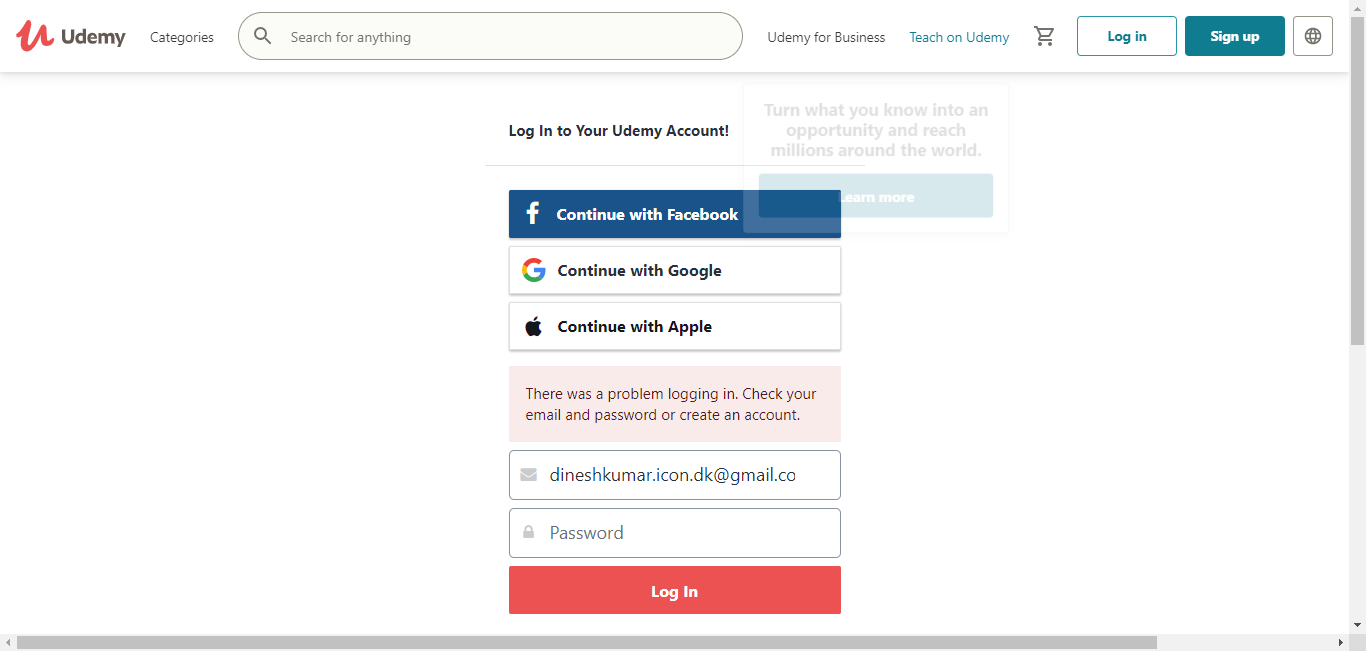 Udemy
Categories
Search for anything
Udemy for Business
Teach on Udemy
Log in
Sign up
Turn what you know into an
opportunity and reach
millions around the world.
Learn more
Log In to Your Udemy Account!
Continue with Facebook
Continue with Google
Continue with Apple
There was a problem logging in. Check your
email and password or create an account.
dineshkumar.icon.dk@gmail.co
Password
Log In